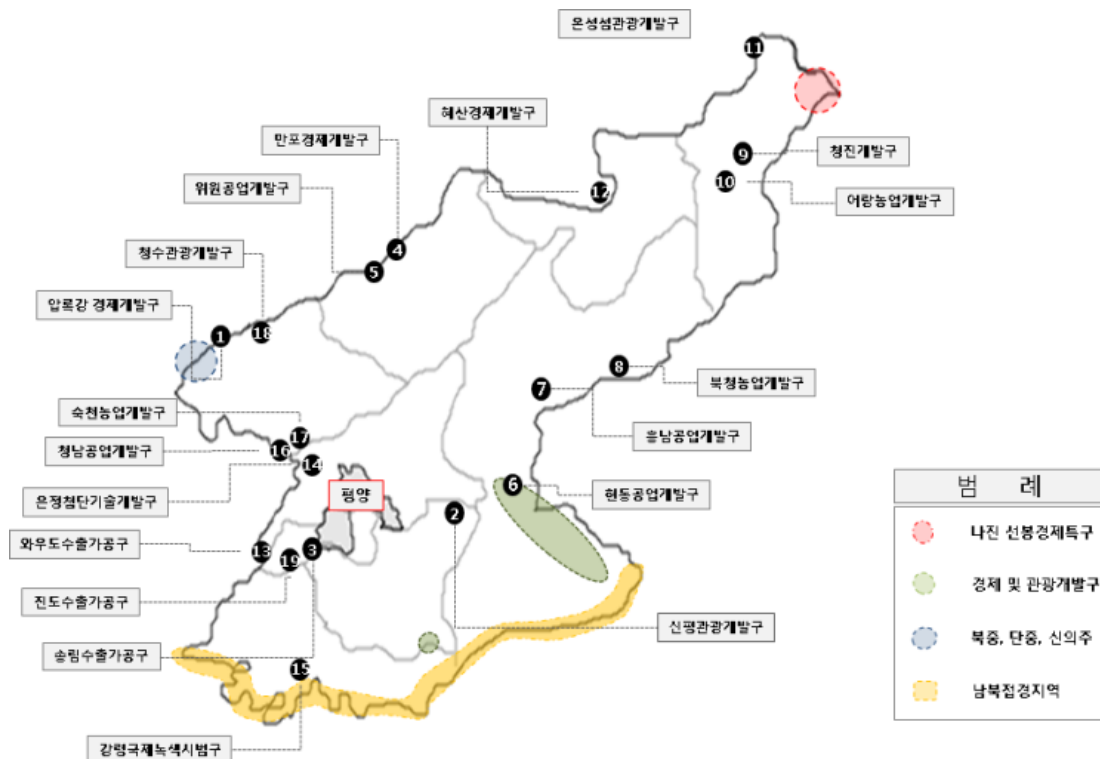 온성섬관광개발구
11
혜산경제개발구
만포경제개발구
9
청진개발구
위원공업개발구
12
10
어랑농업개발구
청수관광개발구
4
5
압록강 경제개발구
1
18
8
북청농업개발구
7
숙천농업개발구
17
흥남공업개발구
청남공업개발구
16
14
은정첨단기술개발구
평양
6
현동공업개발구
2
와우도수출가공구
13
19
3
진도수출가공구
신평관광개발구
송림수출가공구
15
강령국제녹색시범구
범 례
나진 선봉경제특구
경제 및 관광개발구
북중, 단중, 신의주
남북접경지역